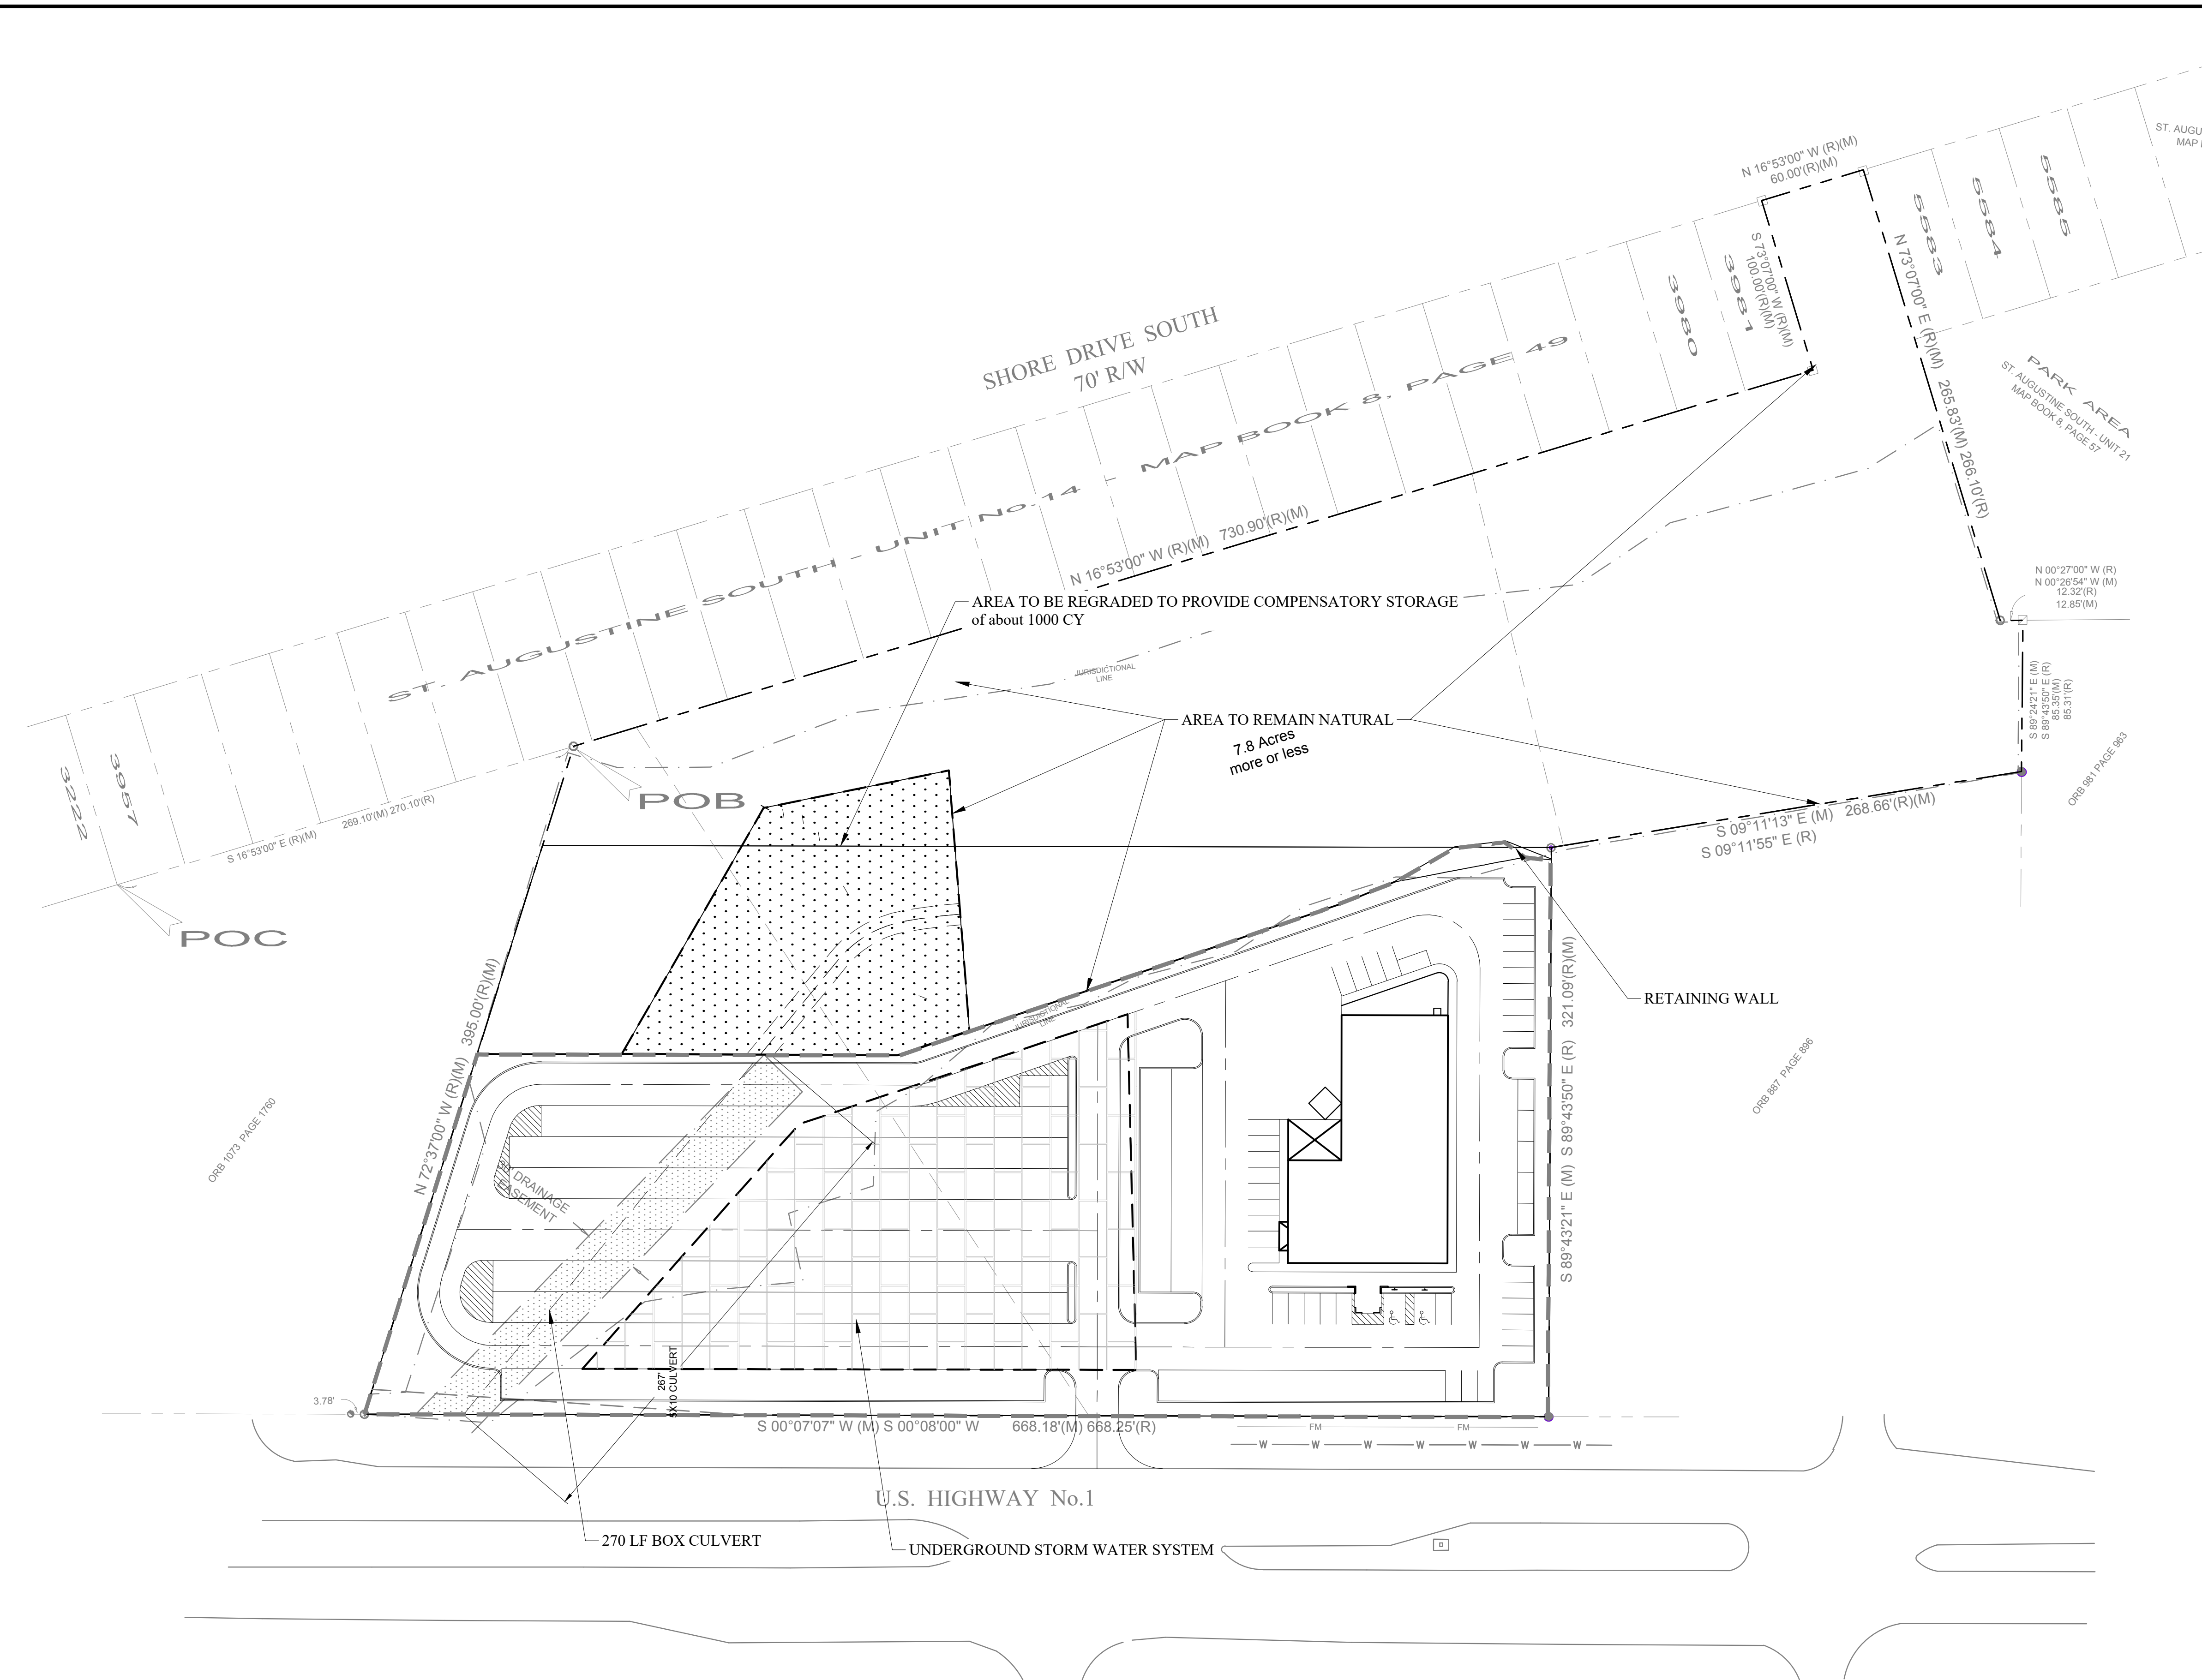 ST. AUGU
MAP
N 16°53'00" W (R)(M)
60.00'(R)(M)
5583
5584
5585
S 73°07'00" W (R)(M)
100.00'(R)(M)
3981
3980
N 73°07'00" E (R)(M) 265.83'(M) 266.10'(R)
PARK AREA
ST. AUGUSTINE SOUTH - UNIT 21
MAP BOOK 8, PAGE 57
SHORE DRIVE SOUTH
70' R/W
ST. AUGUSTINE SOUTH - UNIT No.14 - MAP BOOK 8, PAGE 49
N 16°53'00" W (R)(M) 730.90'(R)(M)
N 00°27'00" W (R)
N 00°26'54" W (M)
12.32'(R)
12.85'(M)
AREA TO BE REGRADED TO PROVIDE COMPENSATORY STORAGE
of about 1000 CY
JURISDICTIONAL
LINE
S 89°24'21" E (M)
S 89°43'50" E (R)
85.35'(M)
85.31'(R)
AREA TO REMAIN NATURAL
7.8 Acres
more or less
ORB 981 PAGE 963
3957
3222
POB
269.10'(M) 270.10'(R)
S 16°53'00" E (R)(M)
S 09°11'13" E (M) 268.66'(R)(M)
S 09°11'55" E (R)
POC
N 72°37'00" W (R)(M) 395.00'(R)(M)
JURISDICTIONAL
LINE
RETAINING WALL
S 89°43'21" E (M) S 89°43'50" E (R) 321.09'(R)(M)
ORB 1073 PAGE 1760
ORB 887 PAGE 896
30' DRAINAGE
EASEMENT
267'
5X10 CULVERT
3.78'
S 00°07'07" W (M) S 00°08'00" W 668.18'(M) 668.25'(R)
FM FM
W W W W W W W
U.S. HIGHWAY No.1
270 LF BOX CULVERT
UNDERGROUND STORM WATER SYSTEM